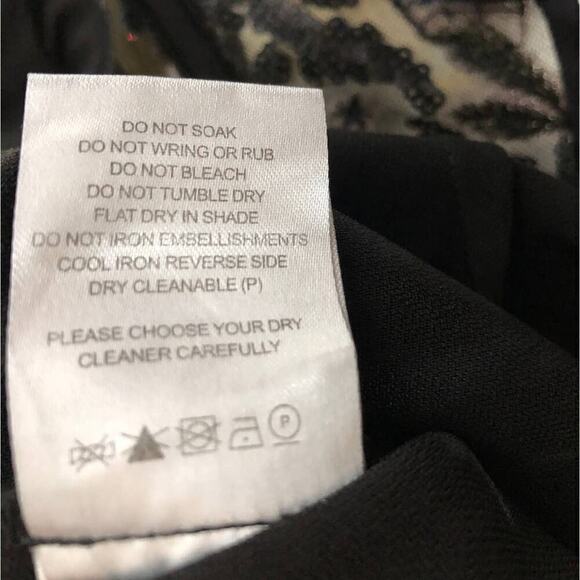 DO NOT SOAK
DO NOT WRING OR RUB
DO NOT BLEACH
DO NOT TUMBLE DRY
FLAT DRY IN SHADE
DO NOT IRON EMBELLISHMENTS
COOL IRON REVERSE SIDE
DRY CLEANABLE (P)
PLEASE CHOOSE YOUR DRY
CLEANER CAREFULLY
P